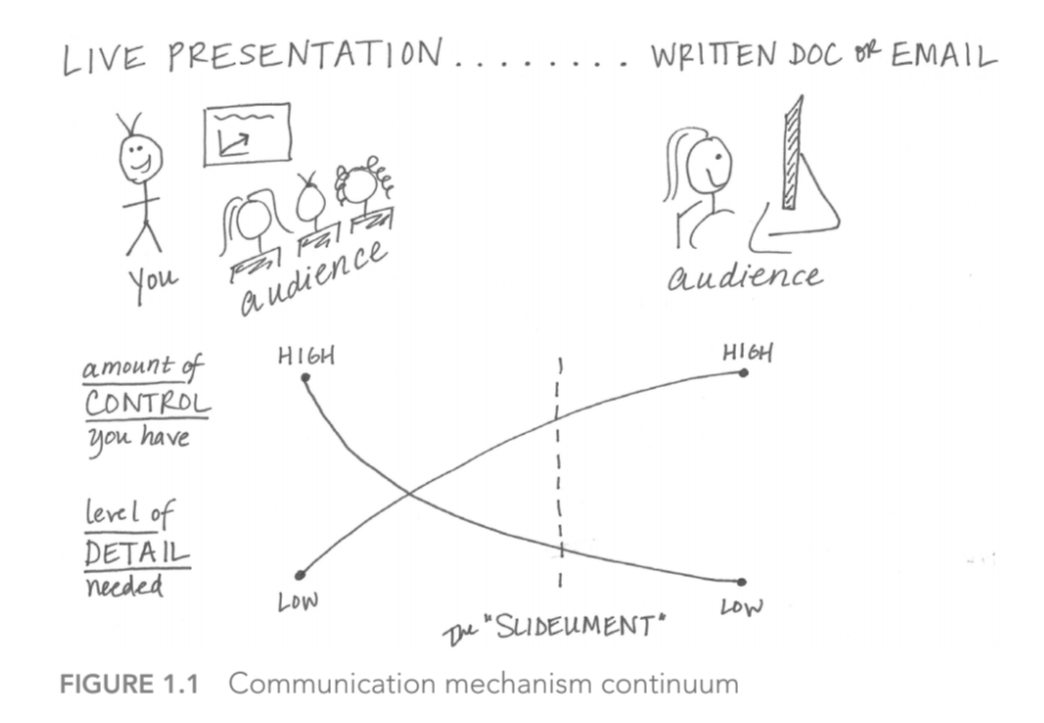 LIVE PRESENTATION ........ WRITTEN DOC or EMAIL
you
audience
audience
amount of
CONTROL
you have
HIGH
HIGH
level of
DETAIL
needed
LOW
LOW
The "SLIDEUMENT"
FIGURE 1.1 Communication mechanism continuum